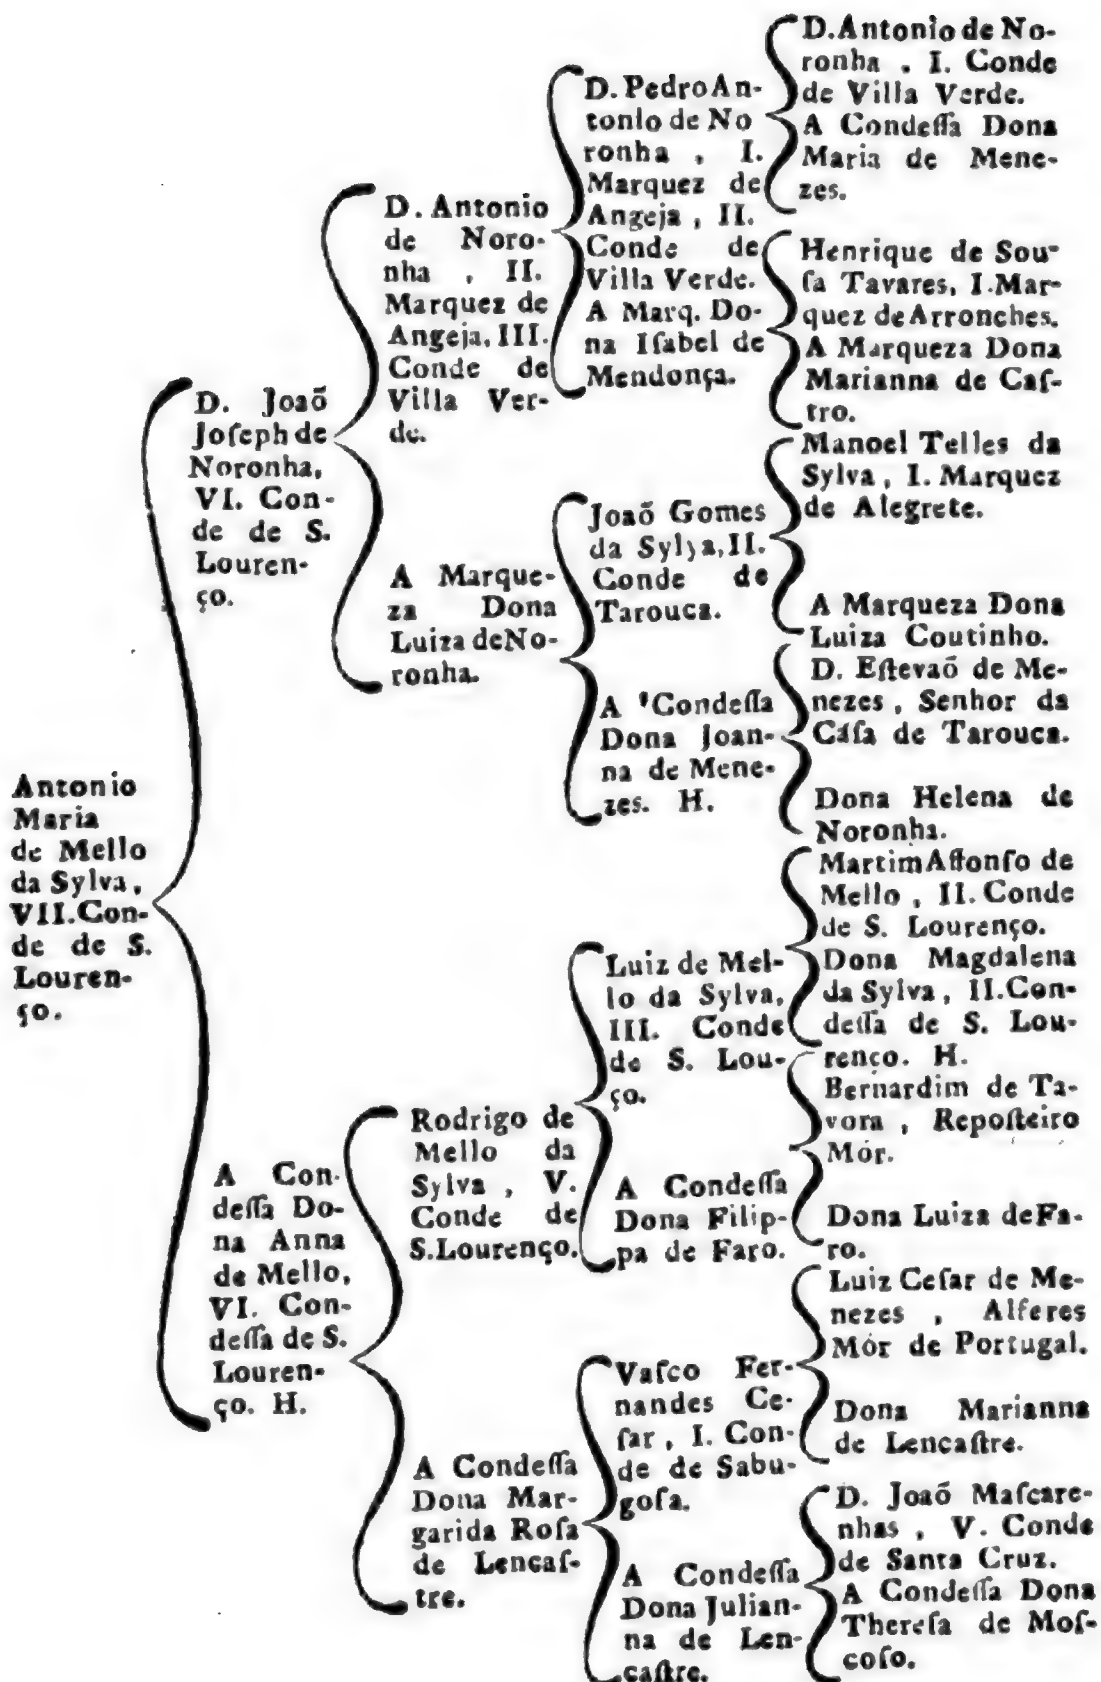 Antonio
Maria
de Mello
da Sylva,
VII. Con-
de de S.
Louren-
ço.
D. Joaõ
Joſeph de
Noronha,
VI. Con-
de de S.
Louren-
ço.
A Con-
deſſa Do-
na Anna
de Mello,
VI. Con-
deſſa de S.
Louren-
ço. H.
D. Antonio
de Noro-
nha , II.
Marquez de
Angeja, III.
Conde de
Villa Ver-
de.
A Marque-
za Dona
Luiza de No-
ronha.
Rodrigo de
Mello da
Sylva , V.
Conde de
S. Lourenço.
A Condeſſa
Dona Mar-
garida Roſa
de Lencaſ-
tre.
D. Pedro An-
tonio de No
ronha , I.
Marquez de
Angeja , II.
Conde de
Villa Verde.
A Marq. Do-
na Iſabel de
Mendonça.
Joaõ Gomes
da Sylva, II.
Conde de
Tarouca.
A Condeſſa
Dona Joan-
na de Mene-
zes. H.
Luiz de Mel-
lo da Sylva,
III. Conde
de S. Lou-
ço.
A Condeſſa
Dona Filip-
pa de Faro.
Vaſco Fer-
nandes Ce-
ſar , I. Con-
de de Sabu-
goſa.
A Condeſſa
Dona Julian-
na de Len-
caſtre.
D. Antonio de No-
ronha , I. Conde
de Villa Verde.
A Condeſſa Dona
Maria de Mene-
zes.
Henrique de Sou-
ſa Tavares, I. Mar-
quez de Arronches.
A Marqueza Dona
Marianna de Caſ-
tro.
Manoel Telles da
Sylva , I. Marquez
de Alegrete.
A Marqueza Dona
Luiza Coutinho.
D. Eſtevaõ de Me-
nezes , Senhor da
Caſa de Tarouca.
Dona Helena de
Noronha.
Martim Affonſo de
Mello , II. Conde
de S. Lourenço.
Dona Magdalena
da Sylva , II. Con-
deſſa de S. Lou-
renço. H.
Bernardim de Ta-
vora , Repoſteiro
Mór.
Dona Luiza de Fa-
ro.
Luiz Ceſar de Me-
nezes , Alferes
Mór de Portugal.
Dona Marianna
de Lencaſtre.
D. Joaõ Maſcare-
nhas , V. Conde
de Santa Cruz.
A Condeſſa Dona
Thereſa de Moſ-
coſo.